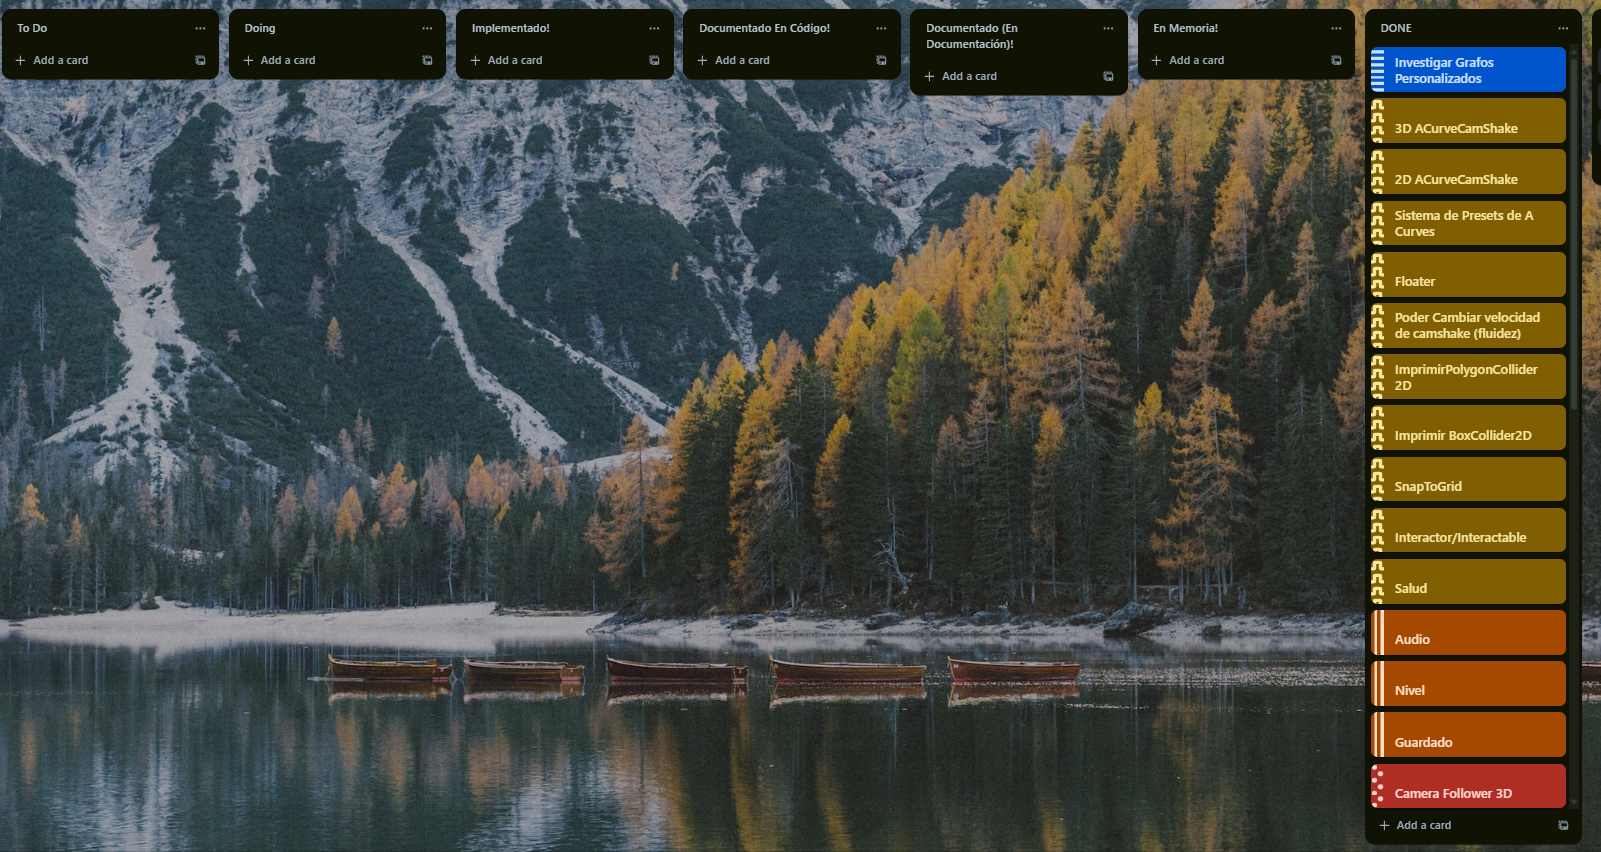 To Do
Add a card
Doing
Add a card
Implementado!
Add a card
Documentado En Código!
Add a card
Documentado (En
Documentación)!
Add a card
En Memoria!
Add a card
DONE
Investigar Grafos
Personalizados
3D ACurveCamShake
2D ACurveCamShake
Sistema de Presets de A
Curves
Floater
Poder Cambiar velocidad
de camshake (fluidez)
ImprimirPolygonCollider
2D
Imprimir BoxCollider2D
SnapToGrid
Interactor/Interactable
Salud
Audio
Nivel
Guardado
Camera Follower 3D
Add a card